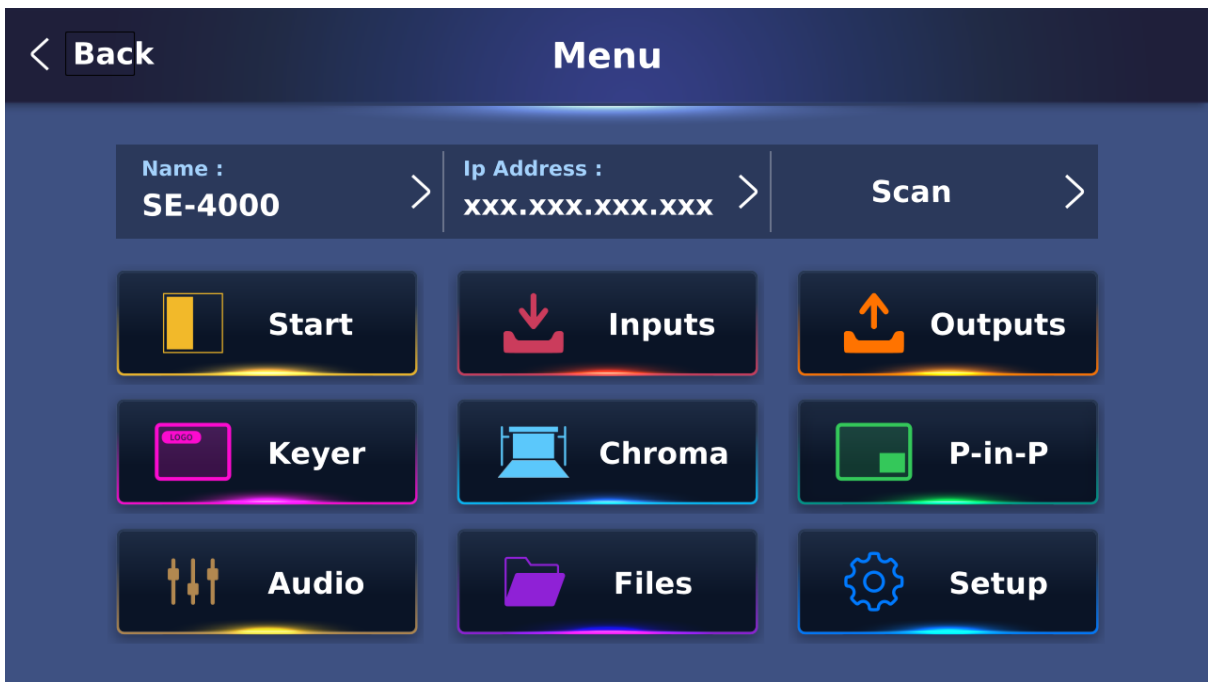 Back
Menu
Name :
SE-4000
Ip Address :
xxx.xxx.xxx.xxx
Scan
Start
Inputs
Outputs
LOGO
Keyer
Chroma
P-in-P
Audio
Files
Setup